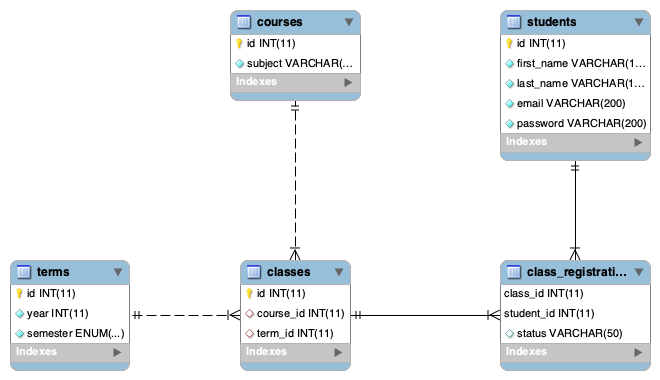 courses
id INT(11)
subject VARCHAR(...
Indexes
students
id INT(11)
first_name VARCHAR(1...
last_name VARCHAR(1...
email VARCHAR(200)
password VARCHAR(200)
Indexes
terms
id INT(11)
year INT(11)
semester ENUM(...)
Indexes
classes
id INT(11)
course_id INT(11)
term_id INT(11)
Indexes
class_registrati...
class_id INT(11)
student_id INT(11)
status VARCHAR(50)
Indexes